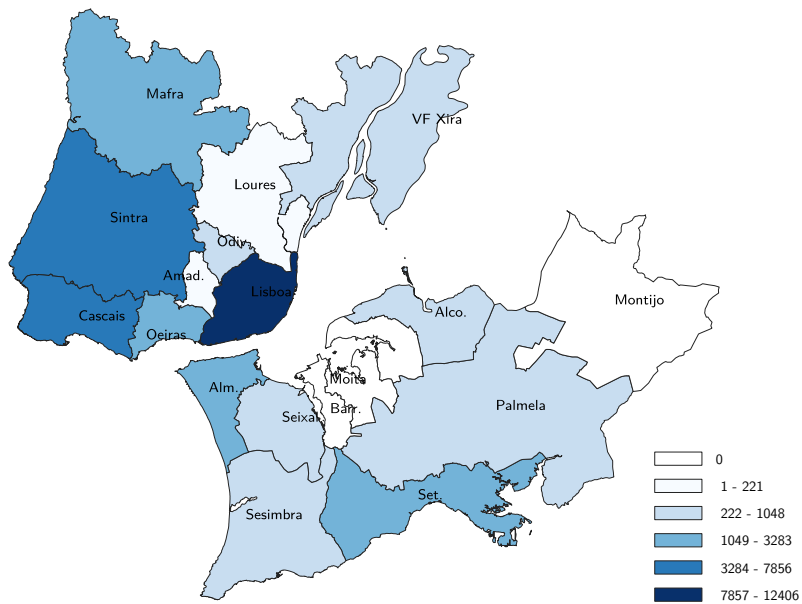 Mafra
VF Xira
Loures
Sintra
Odiv.
Amad.
Lisboa
Montijo
Cascais
Alco.
Oeiras
Moita
Alm.
Palmela
Barr.
Seixal
Set.
Sesimbra
0
1 - 221
222 - 1048
1049 - 3283
3284 - 7856
7857 - 12406